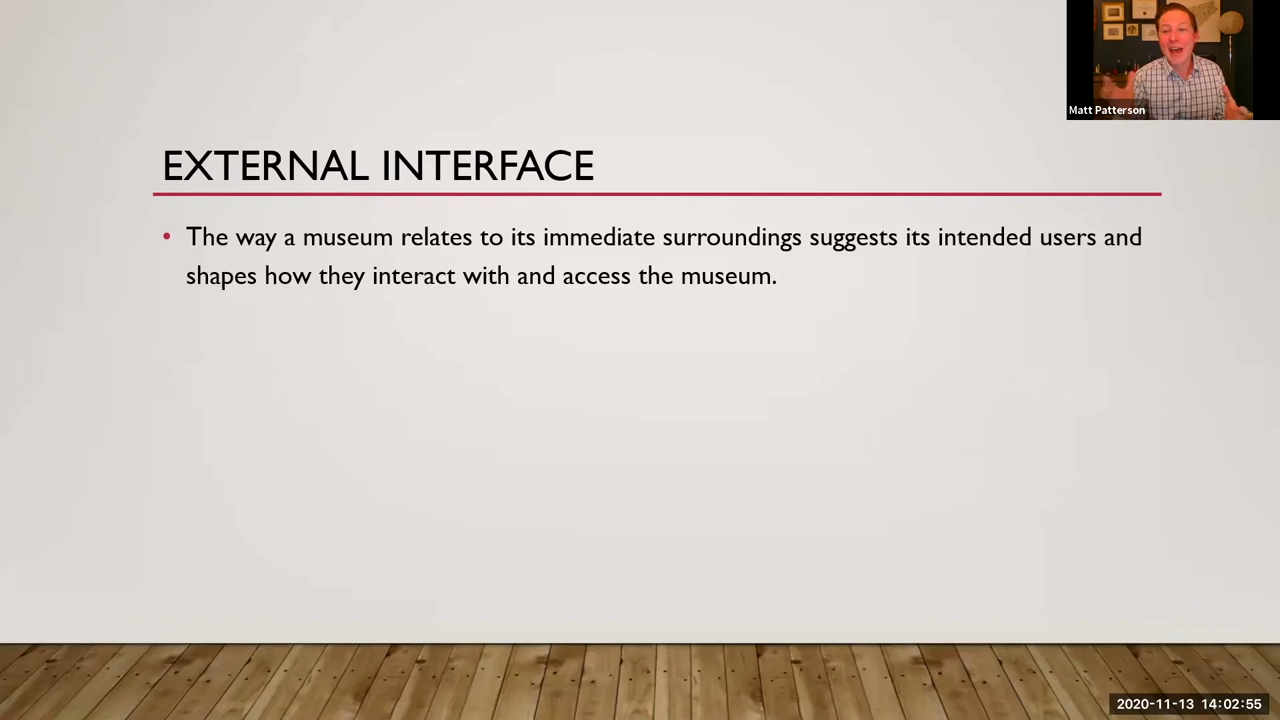 Matt Patterson
EXTERNAL INTERFACE
• The way a museum relates to its immediate surroundings suggests its intended users and
shapes how they interact with and access the museum.
2020-11-13 14:02:55